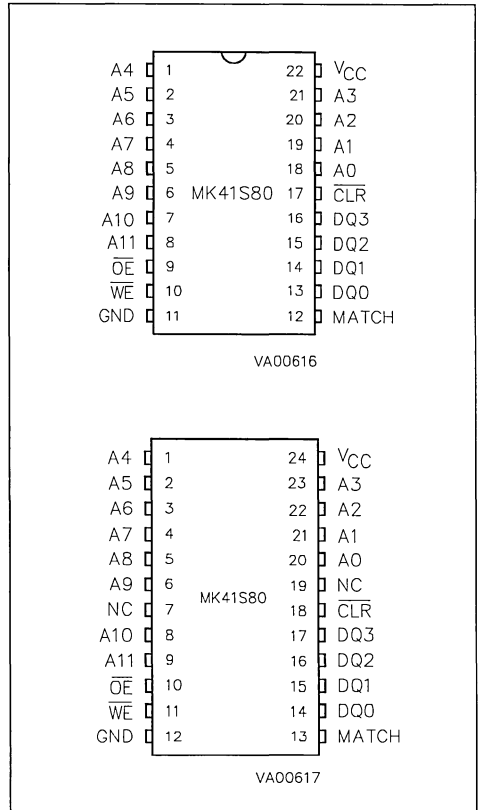 A4 1 22 VCC
A5 2 21 A3
A6 3 20 A2
A7 4 19 A1
A8 5 18 A0
A9 6 MK41S80 17 CLR
A10 7 16 DQ3
A11 8 15 DQ2
OE 9 14 DQ1
WE 10 13 DQ0
GND 11 12 MATCH
VA00616
A4 1 24 VCC
A5 2 23 A3
A6 3 22 A2
A7 4 21 A1
A8 5 20 A0
A9 6 19 NC
NC 7 MK41S80 18 CLR
A10 8 17 DQ3
A11 9 16 DQ2
OE 10 15 DQ1
WE 11 14 DQ0
GND 12 13 MATCH
VA00617